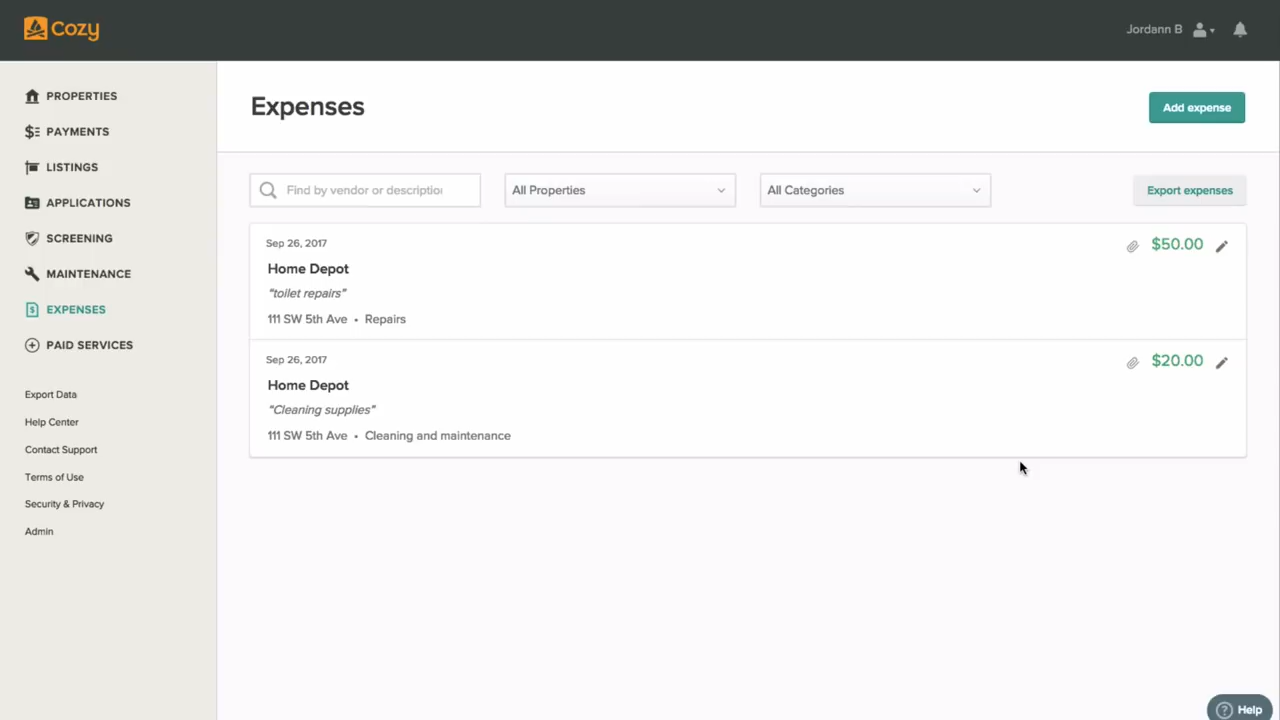 Cozy
Jordann B
PROPERTIES
PAYMENTS
LISTINGS
APPLICATIONS
SCREENING
MAINTENANCE
EXPENSES
PAID SERVICES
Export Data
Help Center
Contact Support
Terms of Use
Security & Privacy
Admin
Expenses
Add expense
Find by vendor or descriptio
All Properties
All Categories
Export expenses
Sep 26, 2017
$50.00
Home Depot
"toilet repairs"
111 SW 5th Ave • Repairs
Sep 26, 2017
$20.00
Home Depot
"Cleaning supplies"
111 SW 5th Ave • Cleaning and maintenance
? Help